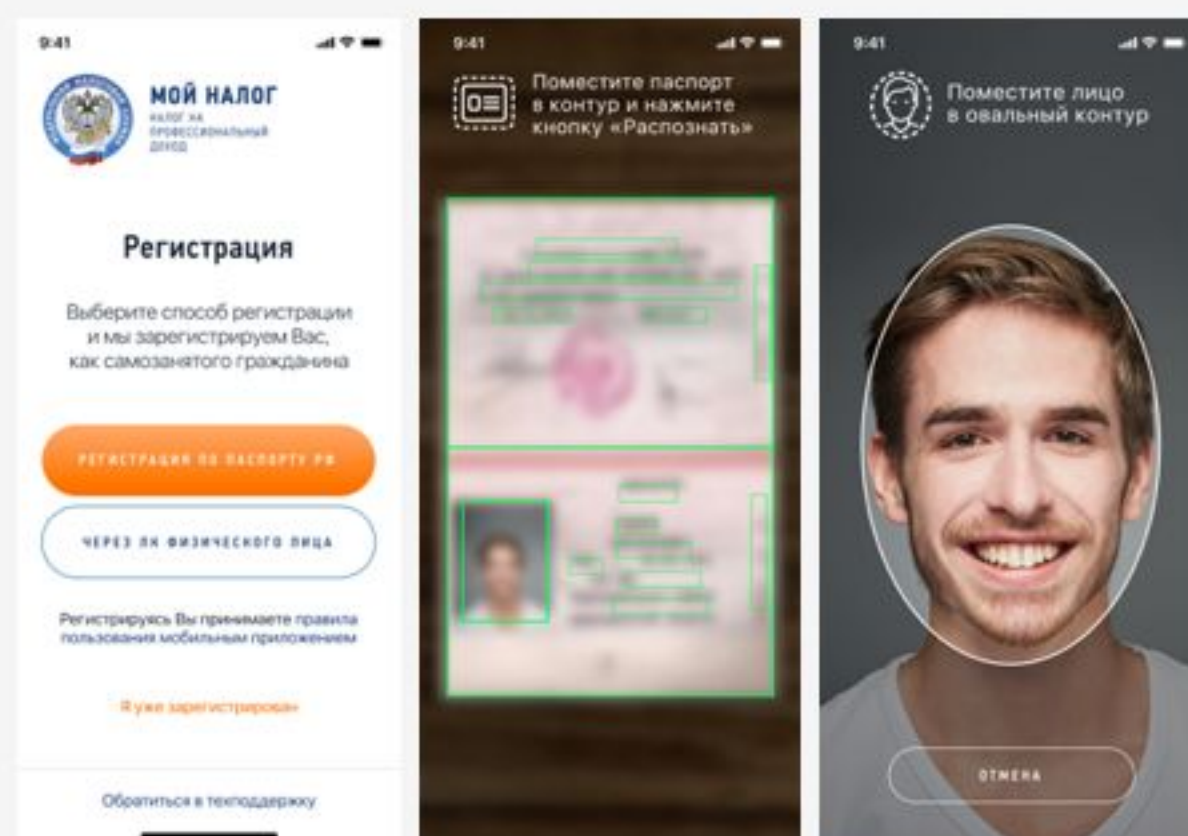 9:41
МОЙ НАЛОГ
НАЛОГ НА
ПРОФЕССИОНАЛЬНЫЙ
ДОХОД
Регистрация
Выберите способ регистрации
и мы зарегистрируем Вас,
как самозанятого гражданина
РЕГИСТРАЦИЯ ПО ПАСПОРТУ РФ
ЧЕРЕЗ ЛК ФИЗИЧЕСКОГО ЛИЦА
Регистрируясь Вы принимаете правила
пользования мобильным приложением
Я уже зарегистрирован
Обратиться в техподдержку
9:41
Поместите паспорт
в контур и нажмите
кнопку «Распознать»
9:41
Поместите лицо
в овальный контур
ОТМЕНА